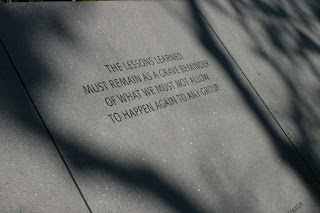 THE LESSONS LEARNED
MUST REMAIN AS A GRAVE REMINDER
OF WHAT WE MUST NOT ALLOW
TO HAPPEN AGAIN TO ANY GROUP